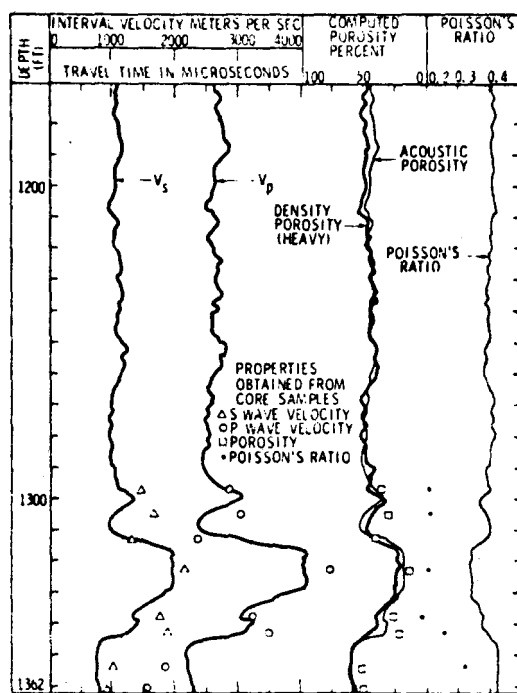 DEPTH (FT)
INTERVAL VELOCITY METERS PER SEC
0 1000 2000 3000 4000
TRAVEL TIME IN MICROSECONDS
COMPUTED
POROSITY
PERCENT
100 50 0
POISSON'S
RATIO
0.2 0.3 0.4
1200
1300
1362
Vs
Vp
ACOUSTIC
POROSITY
DENSITY
POROSITY
(HEAVY)
POISSON'S
RATIO
PROPERTIES
OBTAINED FROM
CORE SAMPLES
△ S WAVE VELOCITY
○ P WAVE VELOCITY
□ POROSITY
• POISSON'S RATIO